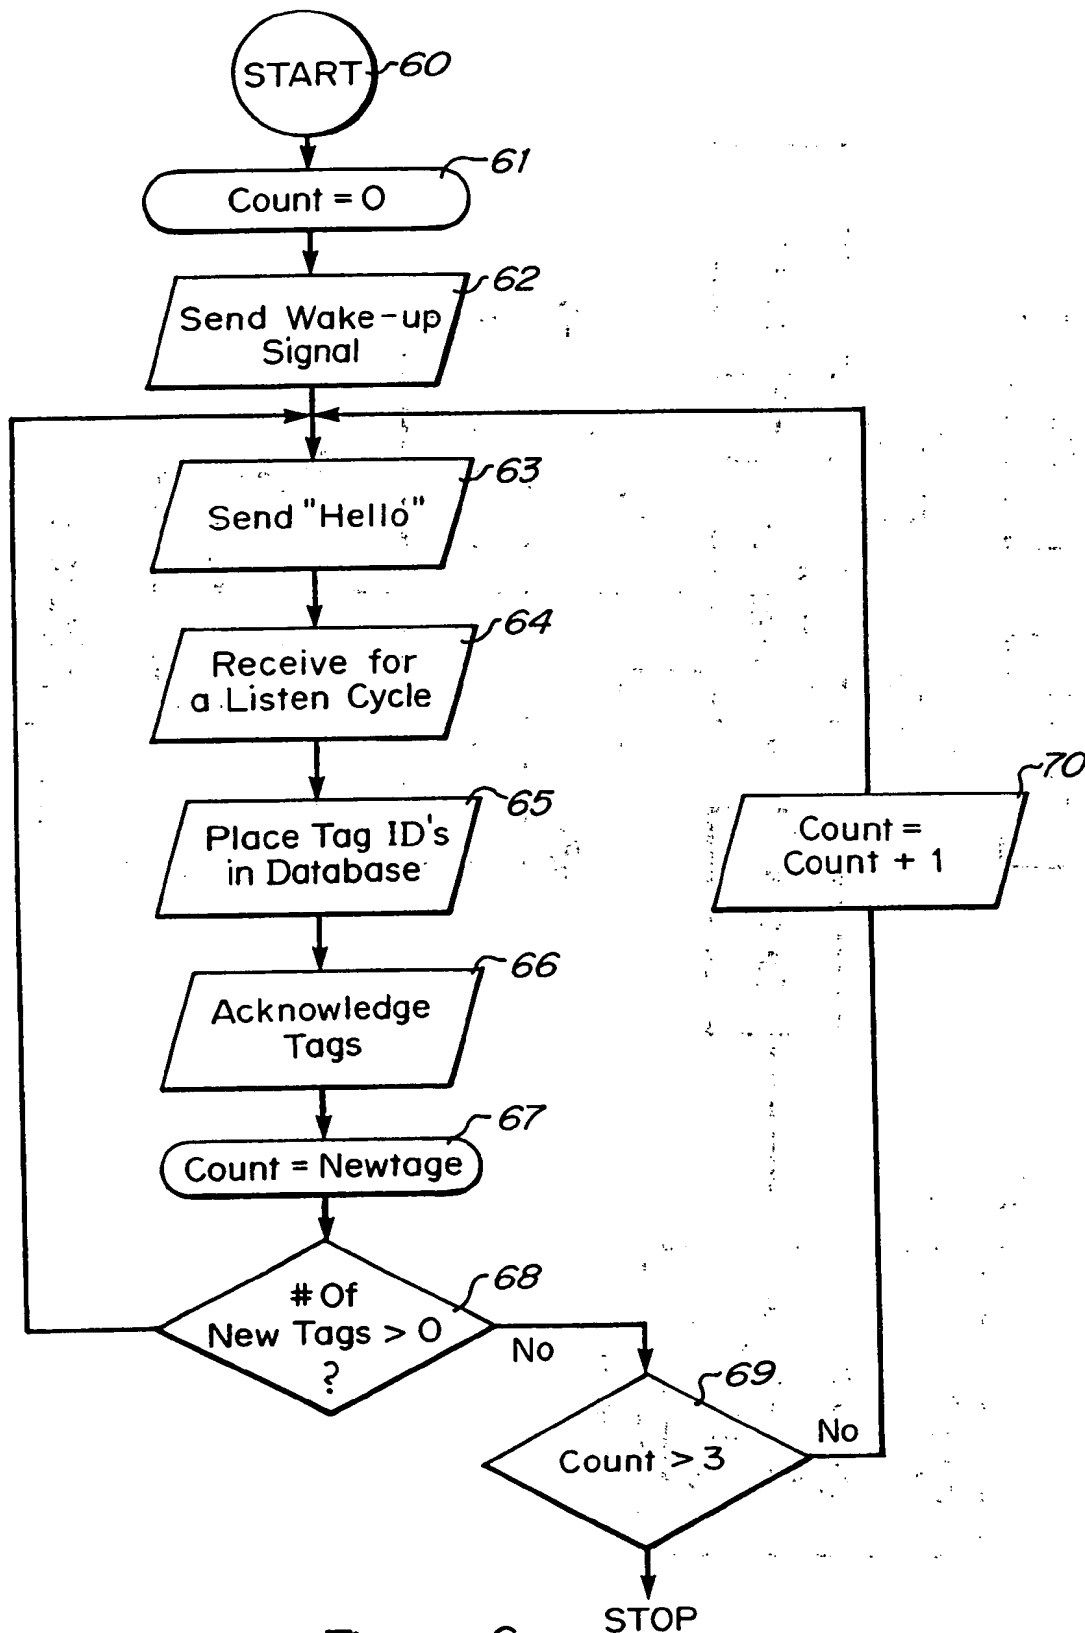 START
60
61
Count = 0
62
Send Wake-up
Signal
63
Send "Hello"
64
Receive for
a Listen Cycle
65
Place Tag ID's
in Database
70
Count =
Count + 1
66
Acknowledge
Tags
67
Count = Newtage
68
# Of
New Tags > 0
?
No
69
Count > 3
No
STOP